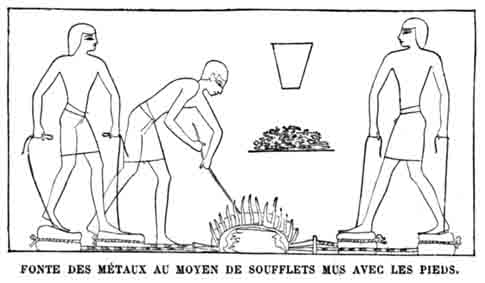 FONTE DES MÉTAUX AU MOYEN DE SOUFFLETS MUS AVEC LES PIEDS.